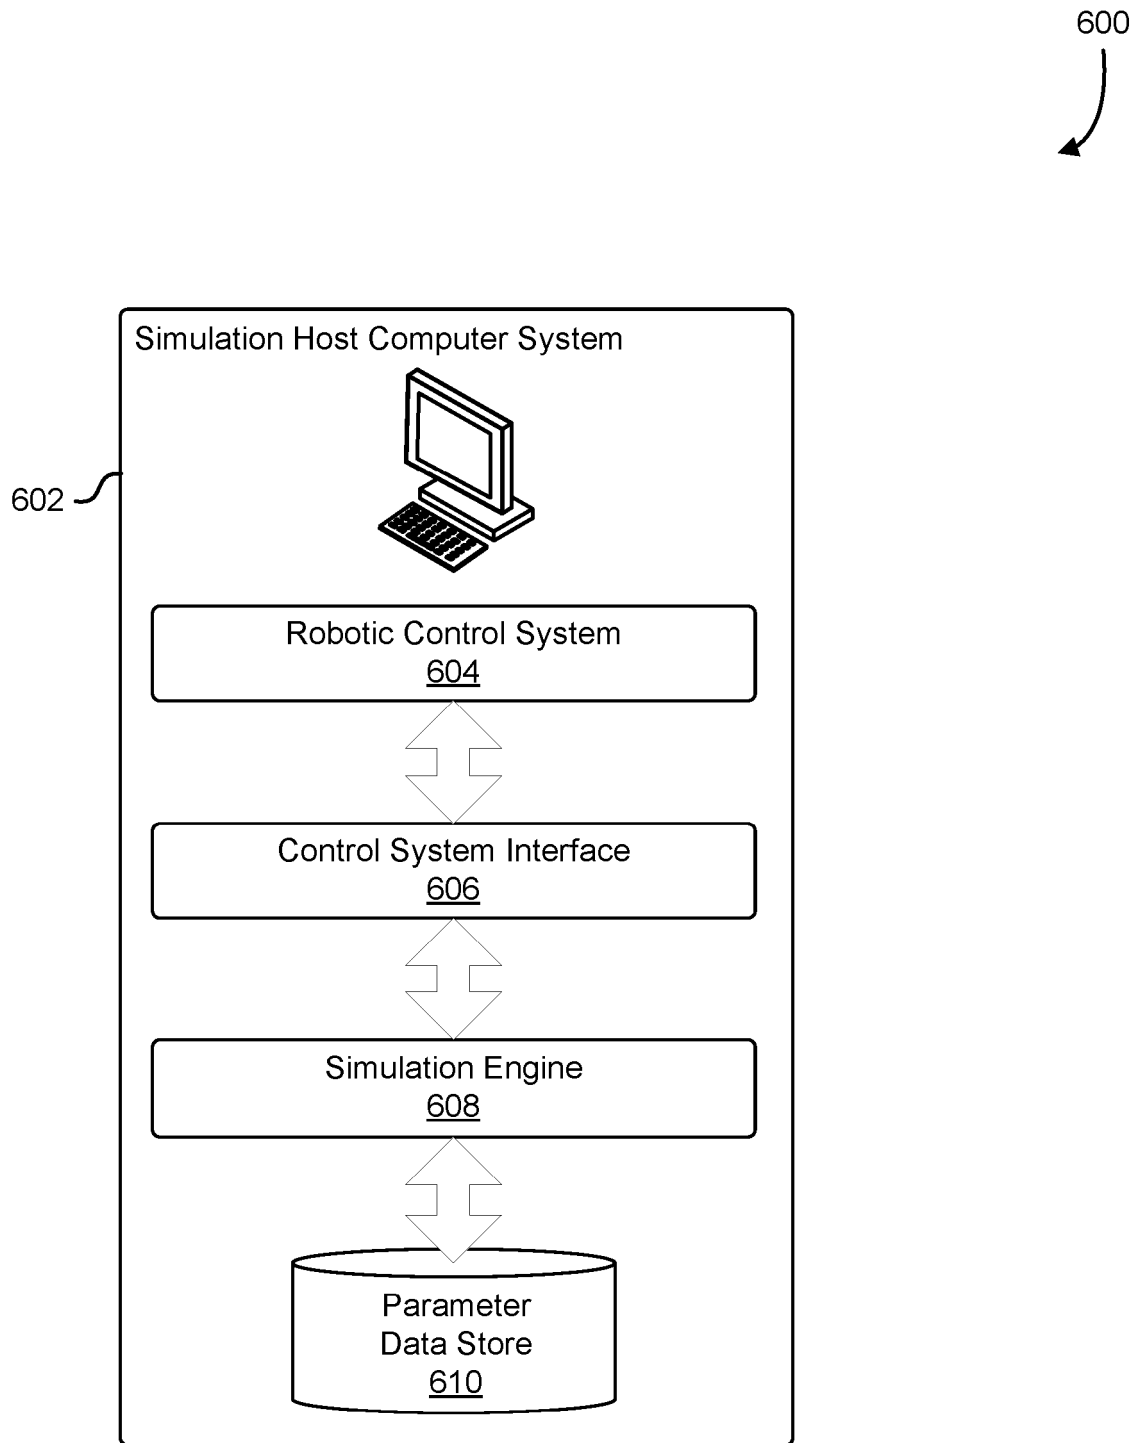 600
Simulation Host Computer System
602
Robotic Control System
604
Control System Interface
606
Simulation Engine
608
Parameter
Data Store
610